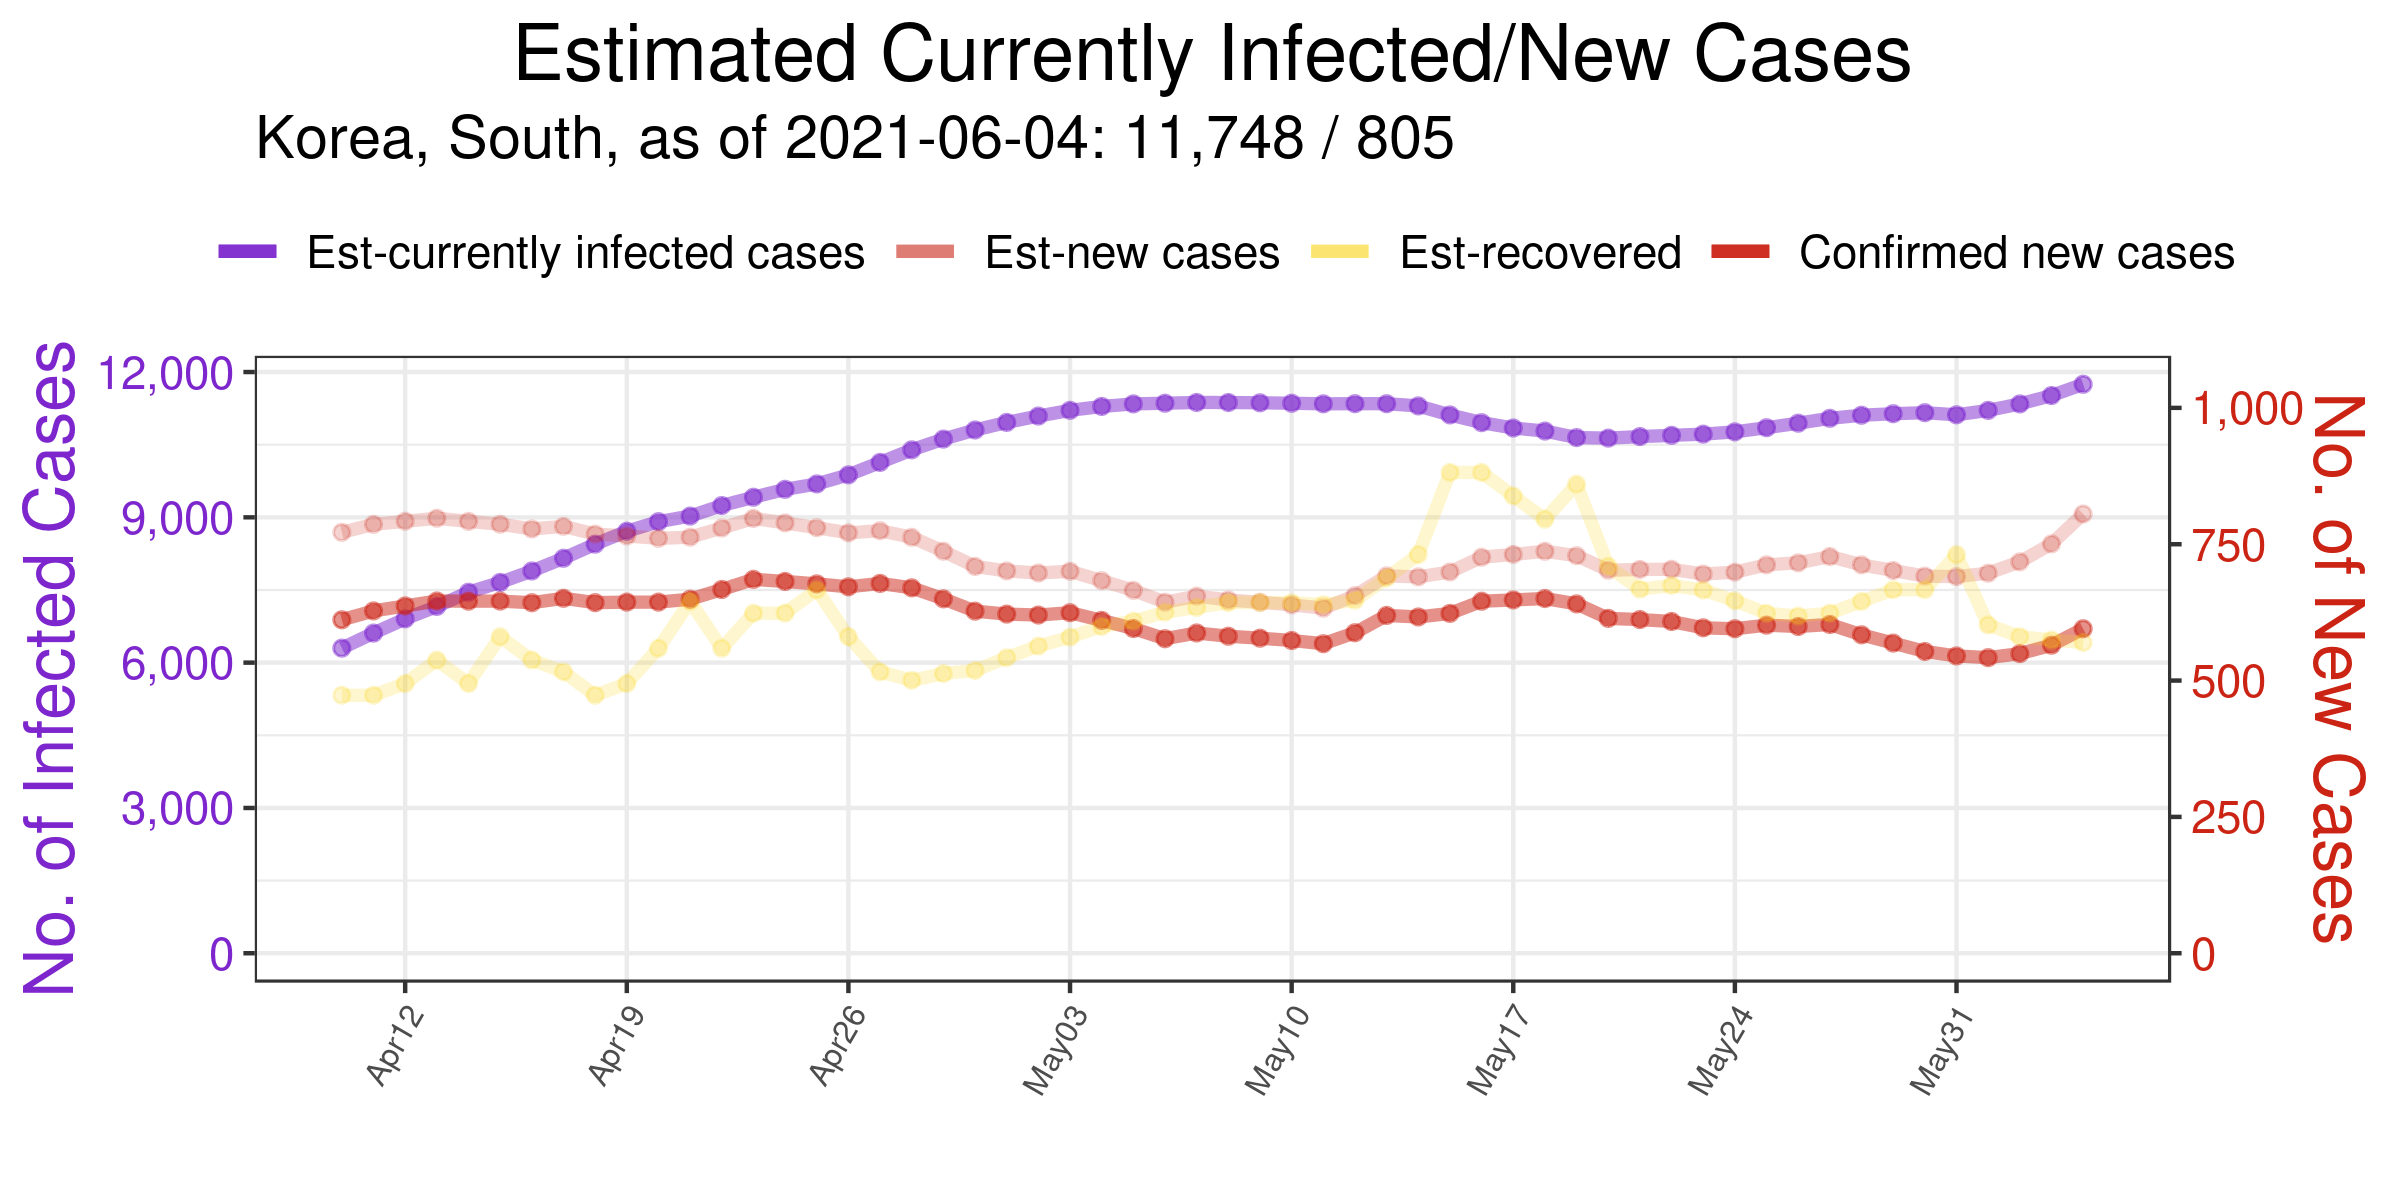 Estimated Currently Infected/New Cases
Korea, South, as of 2021-06-04: 11,748 / 805
Est-currently infected cases Est-new cases Est-recovered Confirmed new cases
No. of Infected Cases
12,000
9,000
6,000
3,000
0
1,000
750
500
250
0
No. of New Cases
Apr12 Apr19 Apr26 May03 May10 May17 May24 May31